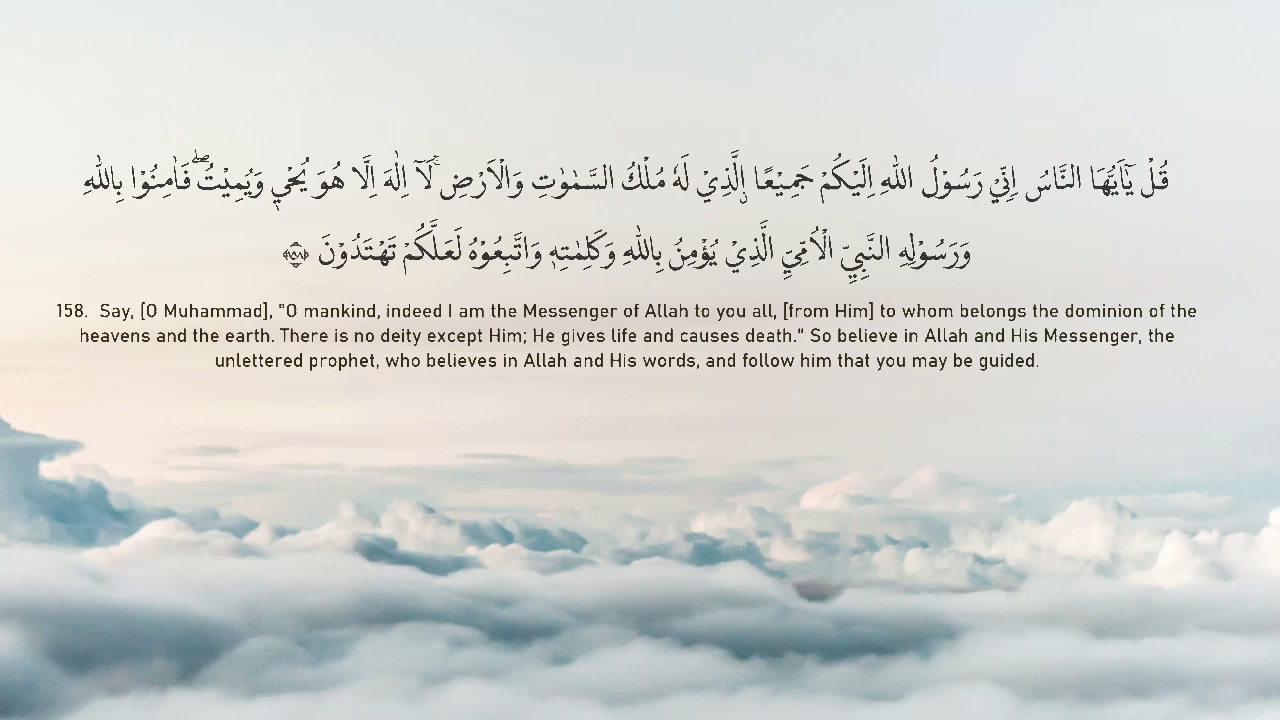 قُلْ يٰٓاَيُّهَا النَّاسُ اِنِّيْ رَسُوْلُ اللّٰهِ اِلَيْكُمْ جَمِيْعًا ۨالَّذِيْ لَهٗ مُلْكُ السَّمٰوٰتِ وَالْاَرْضِۚ لَآ اِلٰهَ اِلَّا هُوَ يُحْيٖ وَيُمِيْتُۖ فَاٰمِنُوْا بِاللّٰهِ
وَرَسُوْلِهِ النَّبِيِّ الْاُمِّيِّ الَّذِيْ يُؤْمِنُ بِاللّٰهِ وَكَلِمٰتِهٖ وَاتَّبِعُوْهُ لَعَلَّكُمْ تَهْتَدُوْنَ ١٥٨
158. Say, [O Muhammad], "O mankind, indeed I am the Messenger of Allah to you all, [from Him] to whom belongs the dominion of the
heavens and the earth. There is no deity except Him; He gives life and causes death." So believe in Allah and His Messenger, the
unlettered prophet, who believes in Allah and His words, and follow him that you may be guided.